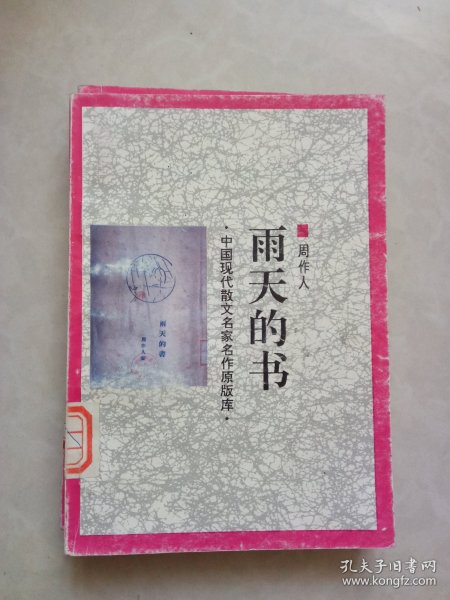 雨天的书
周作人
·中国现代散文名家名作原版库·
雨天的書
周作人
孔夫子旧书网
www.kongfz.com